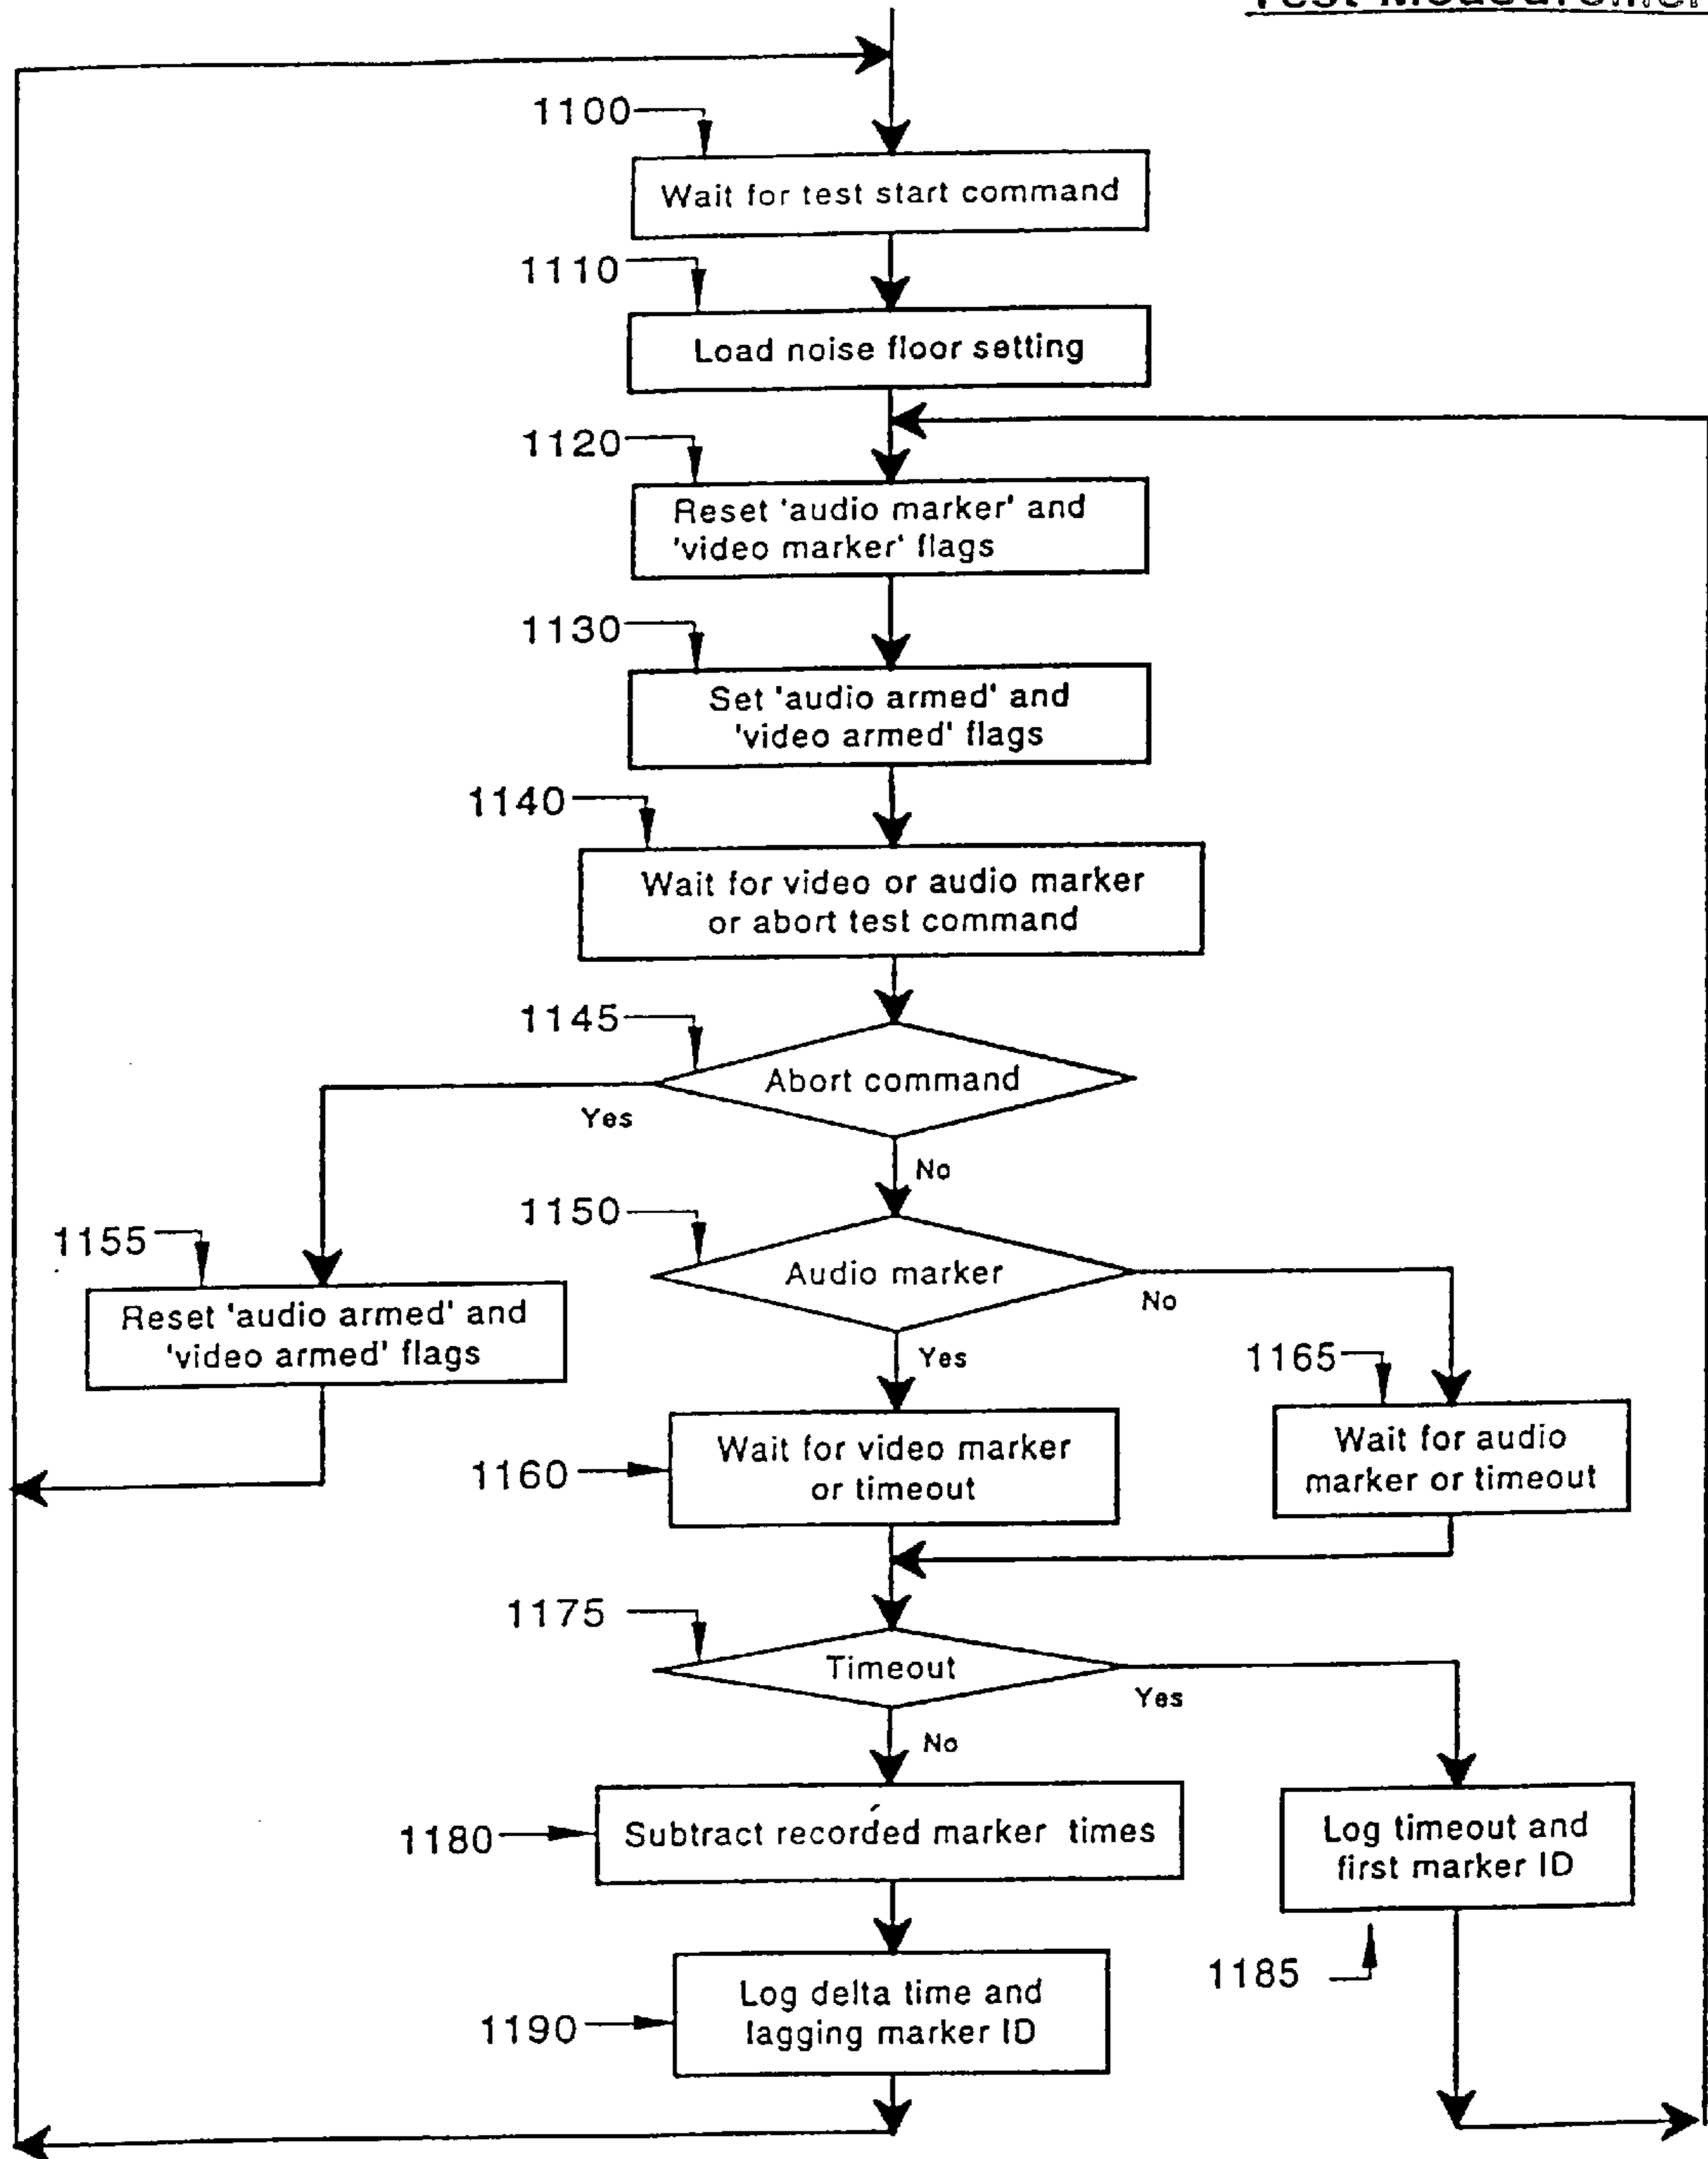 Test Measurement
1100
Wait for test start command
1110
Load noise floor setting
1120
Reset 'audio marker' and
'video marker' flags
1130
Set 'audio armed' and
'video armed' flags
1140
Wait for video or audio marker
or abort test command
1145
Abort command
Yes
No
1150
Audio marker
No
Yes
1155
Reset 'audio armed' and
'video armed' flags
1160
Wait for video marker
or timeout
1165
Wait for audio
marker or timeout
1175
Timeout
Yes
No
1180
Subtract recorded marker times
Log timeout and
first marker ID
1185
1190
Log delta time and
lagging marker ID